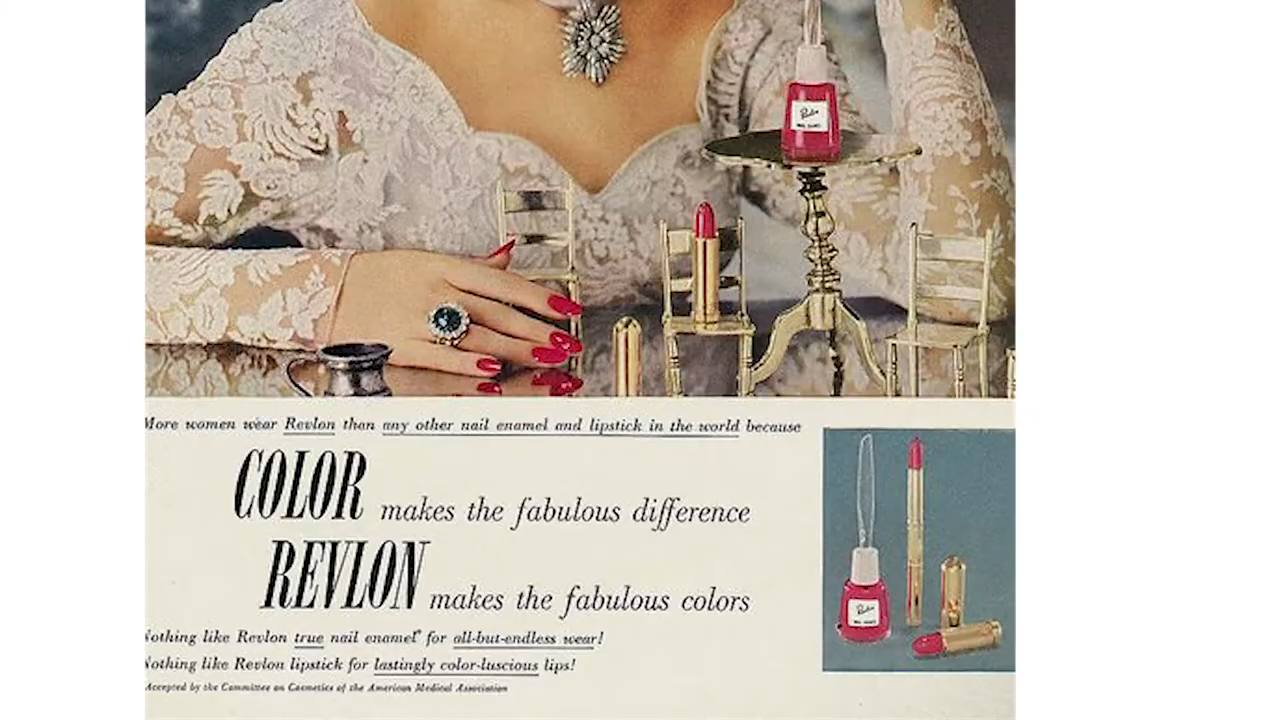 Revlon
More women wear Revlon than any other nail enamel and lipstick in the world because
COLOR makes the fabulous difference
REVLON makes the fabulous colors
Revlon
Nothing like Revlon true nail enamel* for all-but-endless wear!
Nothing like Revlon lipstick for lastingly color-luscious lips!
Accepted by the Committee on Cosmetics of the American Medical Association